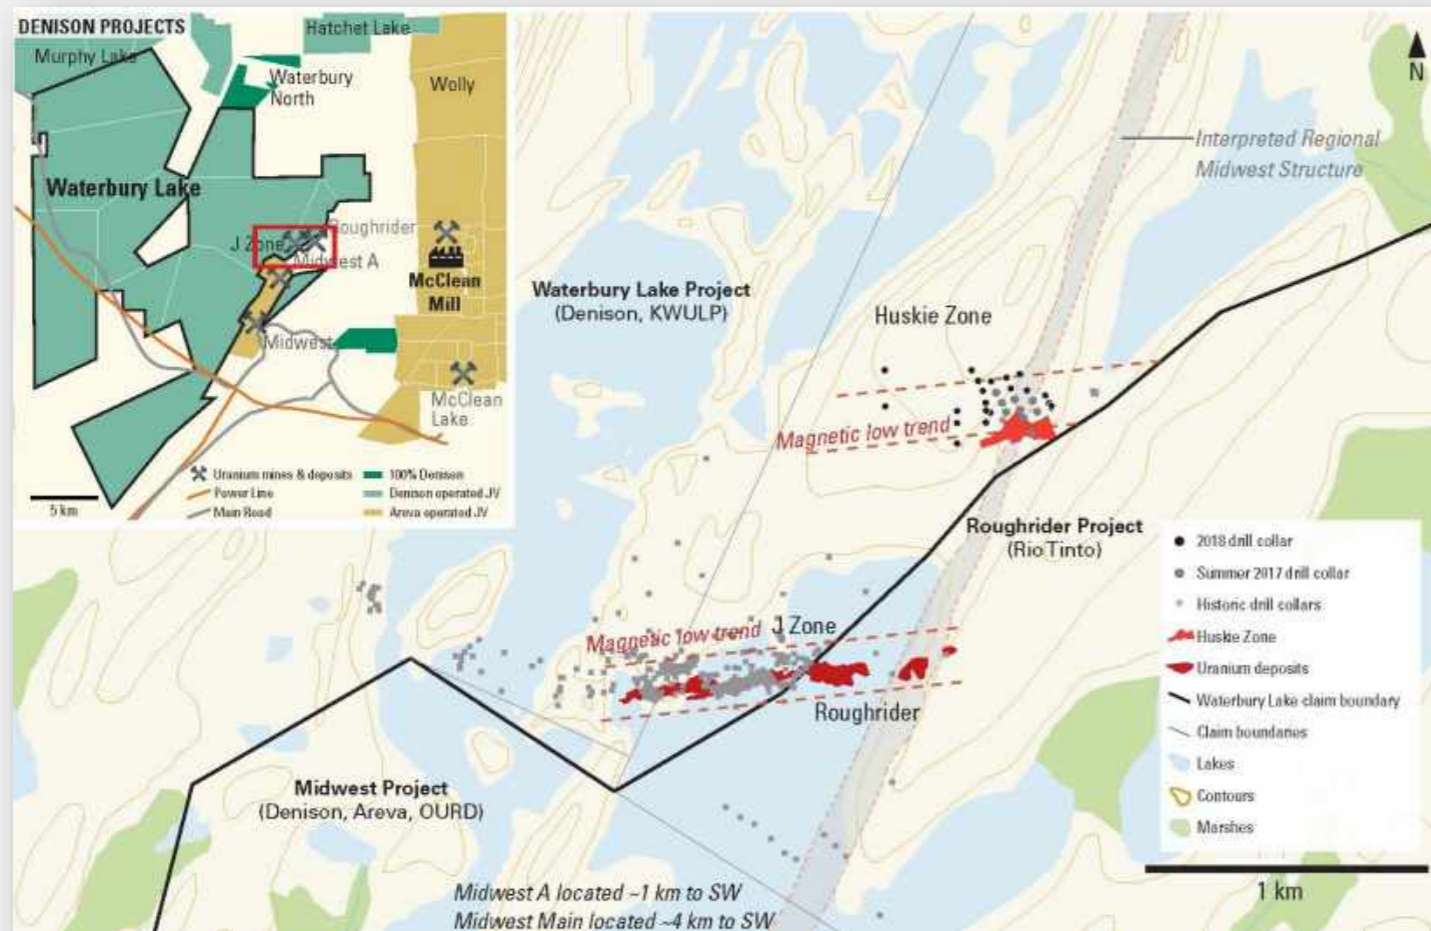 DENISON PROJECTS
Hatchet Lake
Murphy Lake
Waterbury
North
Wolly
Waterbury Lake
Roughrider
J Zone
Midwest A
McClean
Mill
Midwest
McClean
Lake
Uranium mines & deposits
Power Line
Main Road
100% Denison
Denison operated JV
Areva operated JV
5 km
N
Interpreted Regional
Midwest Structure
Waterbury Lake Project
(Denison, KWULP)
Huskie Zone
Magnetic low trend
Roughrider Project
(Rio Tinto)
Magnetic low trend
J Zone
Roughrider
Midwest Project
(Denison, Areva, OURD)
Midwest A located ~1 km to SW
Midwest Main located ~4 km to SW
2018 drill collar
Summer 2017 drill collar
Historic drill collars
Huskie Zone
Uranium deposits
Waterbury Lake claim boundary
Claim boundaries
Lakes
Contours
Marshes
1 km